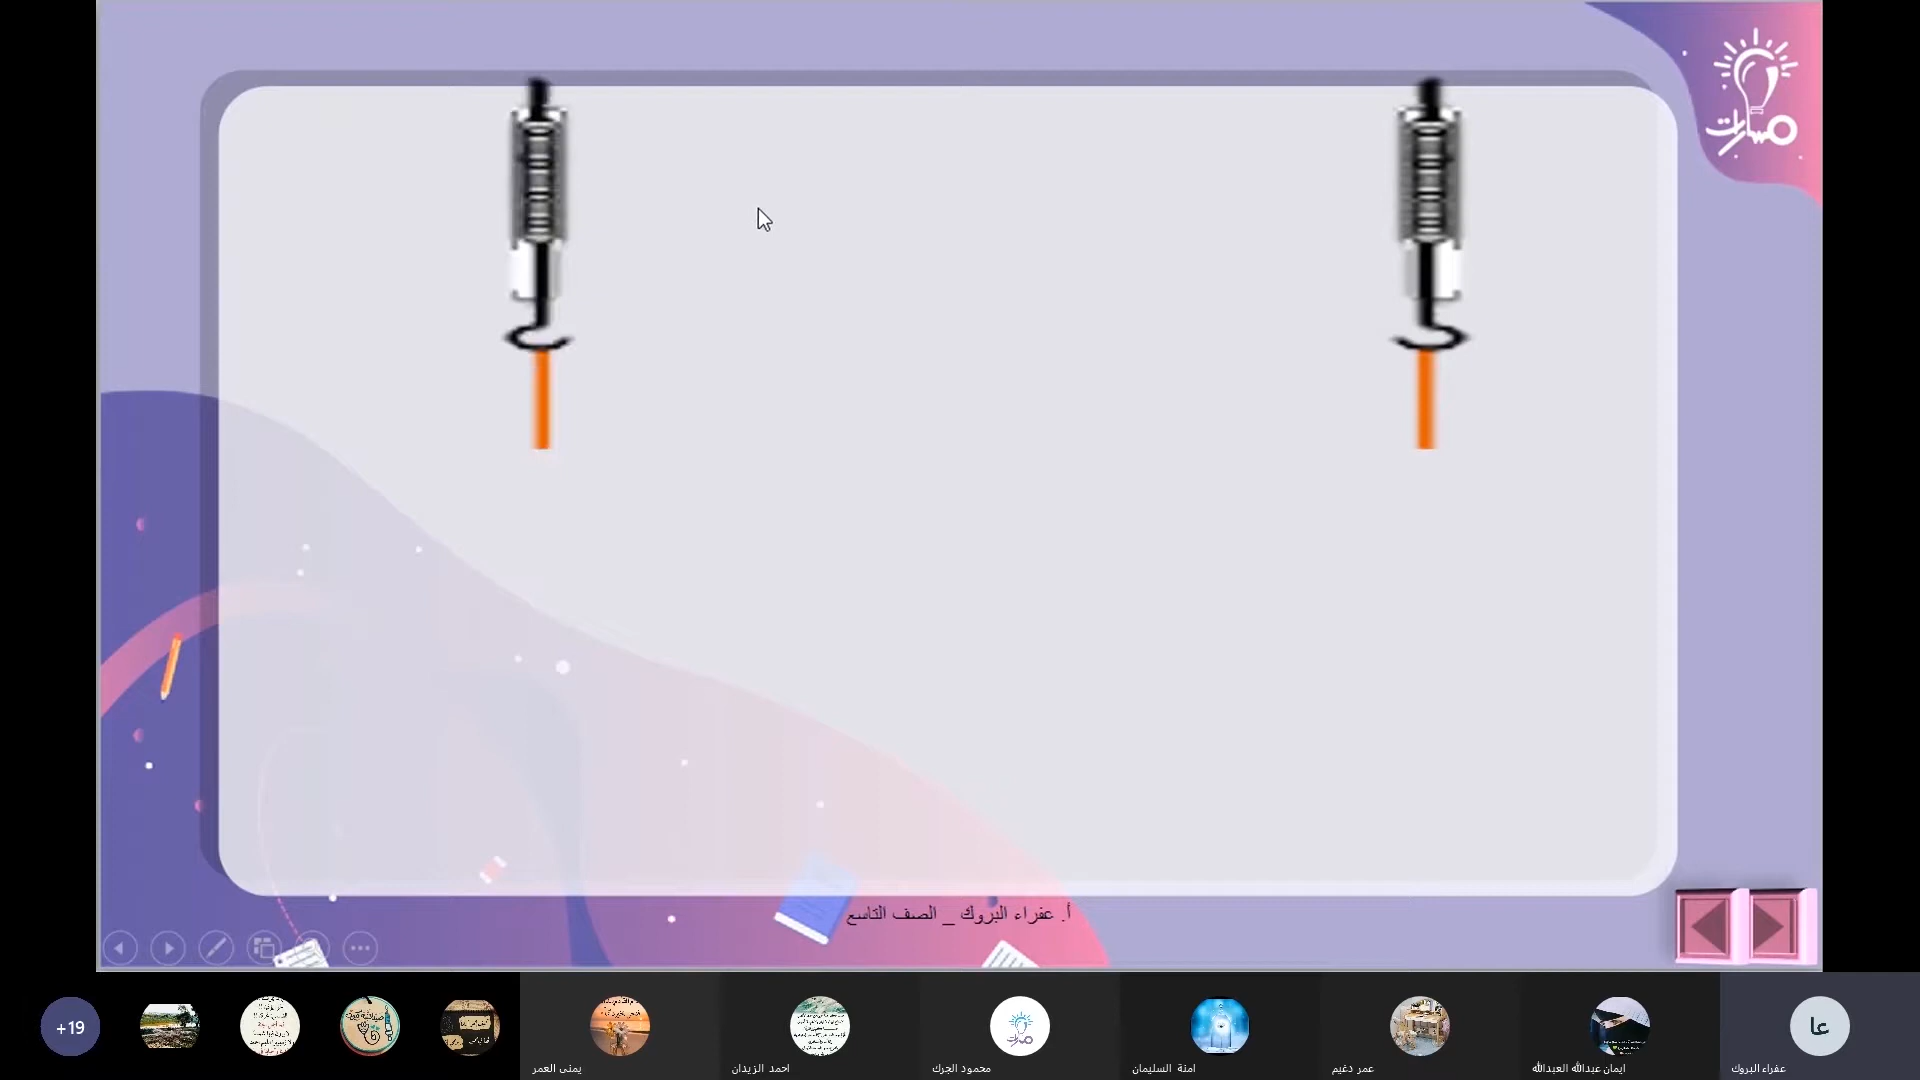 مسارات
أ. عفراء البروك _ الصف التاسع
+19
يمنى العمر
احمد الزيدان
محمود الجرك
امنة السليمان
عمر دغيم
ايمان عبدالله العبدالله
عفراء البروك
عا